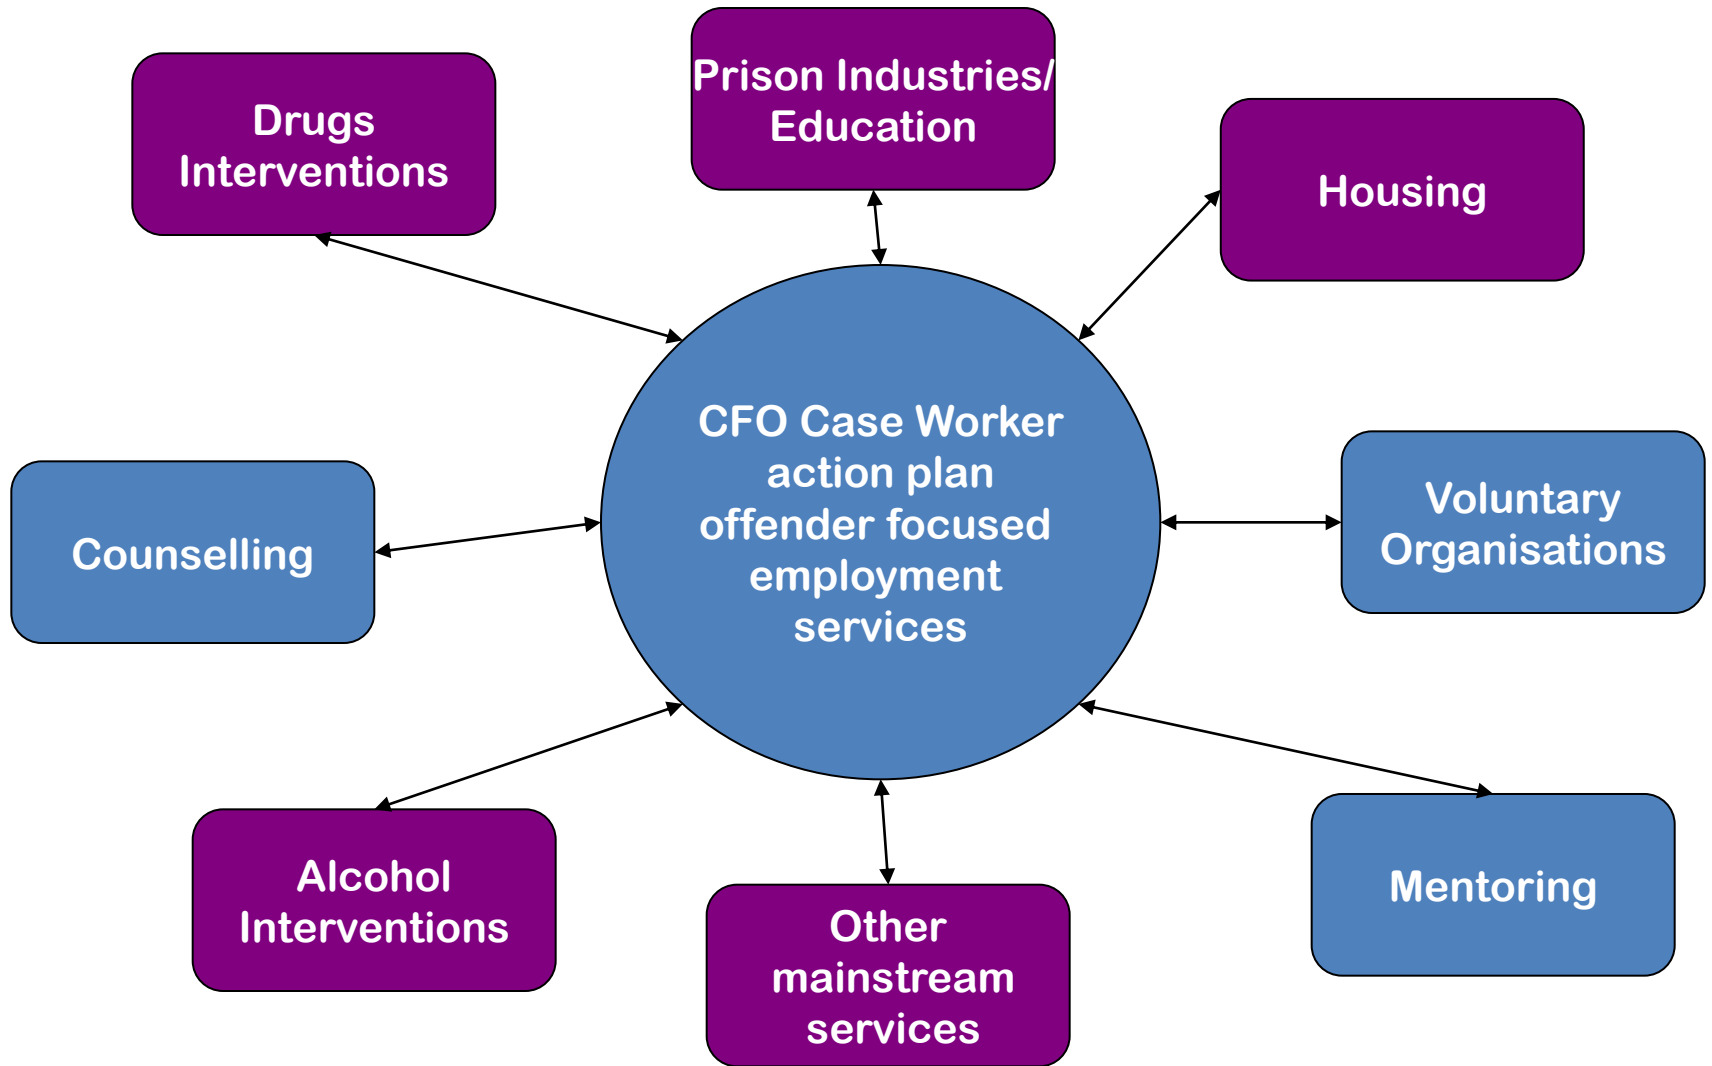 Prison Industries/
Education
Drugs
Interventions
Housing
CFO Case Worker
action plan
offender focused
employment
services
Voluntary
Organisations
Counselling
Alcohol
Interventions
Mentoring
Other
mainstream
services